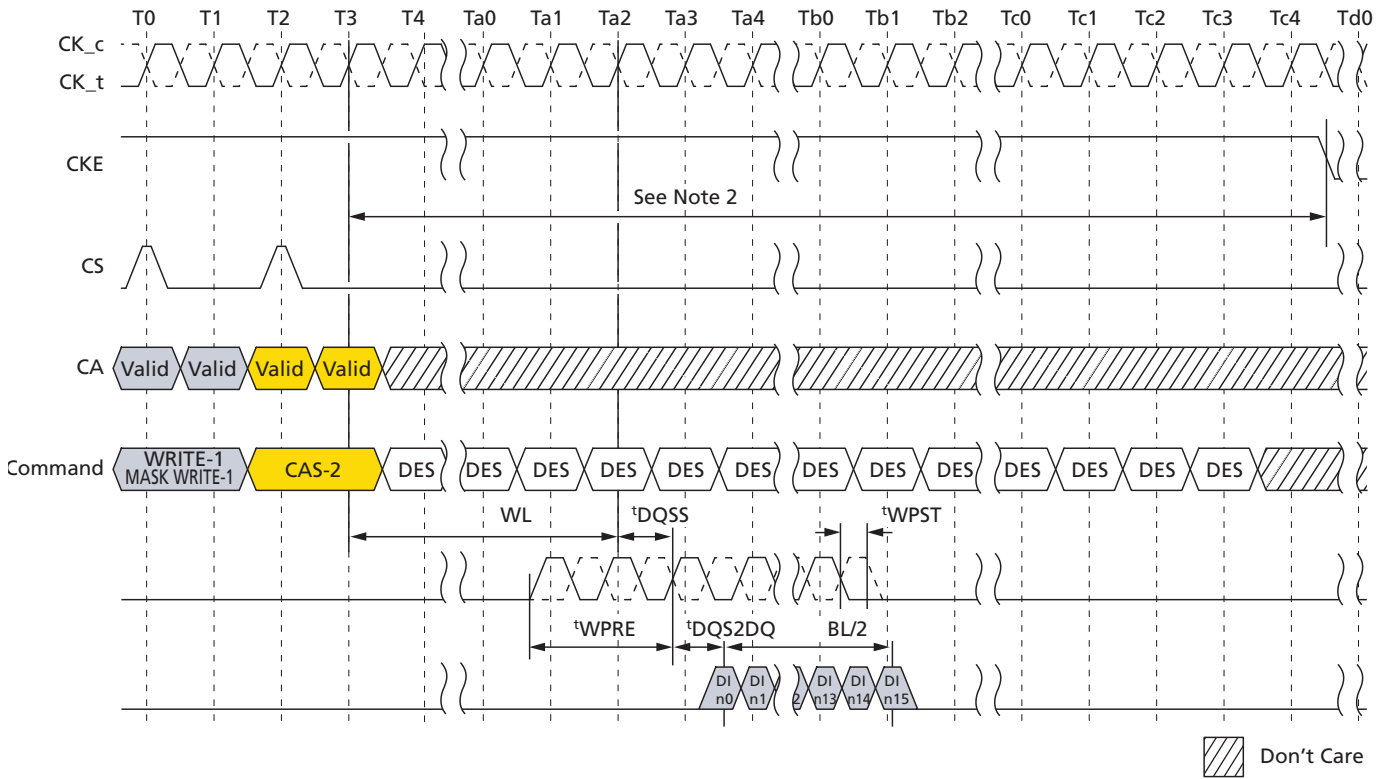 T0 T1 T2 T3 T4 Ta0 Ta1 Ta2 Ta3 Ta4 Tb0 Tb1 Tb2 Tc0 Tc1 Tc2 Tc3 Tc4 Td0
CK_c
CK_t
CKE
See Note 2
CS
CA Valid Valid Valid Valid
Command WRITE-1 MASK WRITE-1 CAS-2 DES DES DES DES DES DES DES DES DES DES DES DES DES
WL tDQSS tWPST
tWPRE tDQS2DQ BL/2
DI n0 DI n1 2 DI n13 DI n14 DI n15
Don't Care